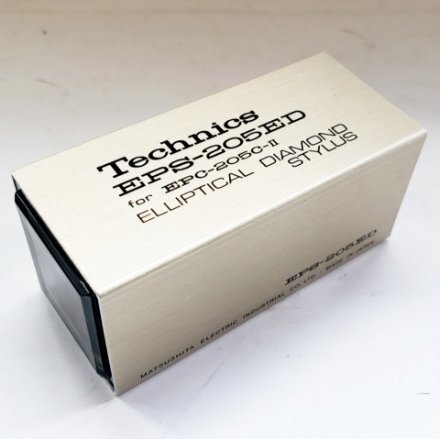 Technics
EPS-205ED
for EPC-205C-II
ELLIPTICAL DIAMOND
STYLUS
EPS-205ED
MATSUSHITA ELECTRIC INDUSTRIAL CO., LTD. MADE IN JAPAN